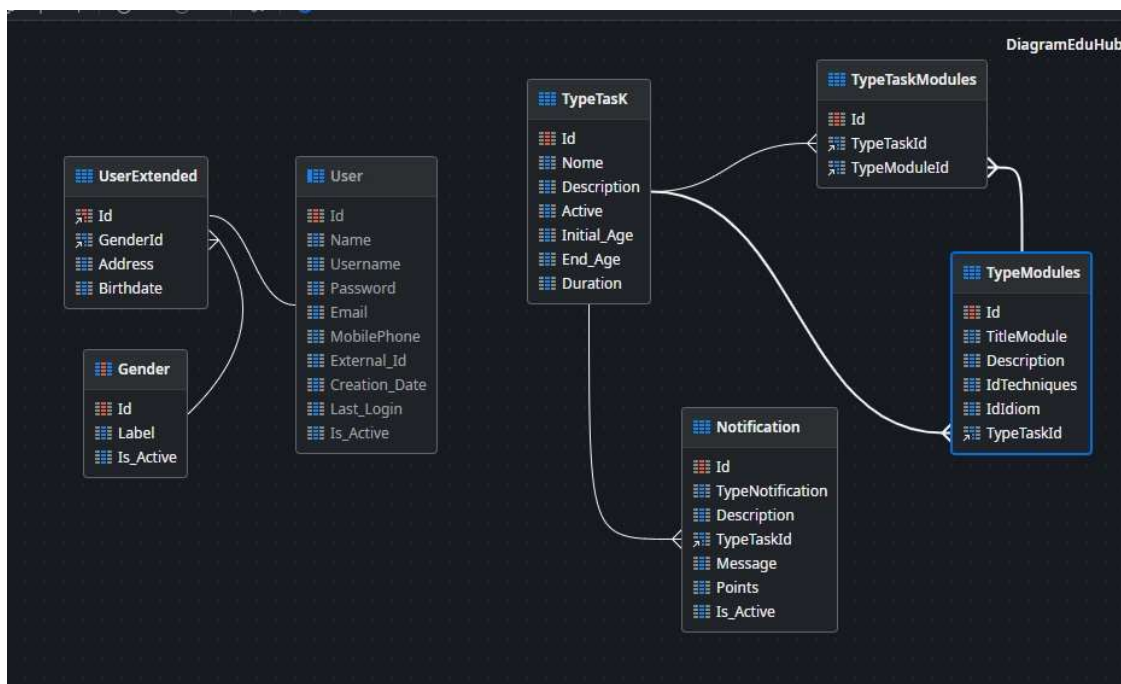 DiagramEduHub
UserExtended
Id
GenderId
Address
Birthdate
User
Id
Name
Username
Password
Email
MobilePhone
External_Id
Creation_Date
Last_Login
Is_Active
Gender
Id
Label
Is_Active
TypeTasK
Id
Nome
Description
Active
Initial_Age
End_Age
Duration
TypeTaskModules
Id
TypeTaskId
TypeModuleId
TypeModules
Id
TitleModule
Description
IdTechniques
IdIdiom
TypeTaskId
Notification
Id
TypeNotification
Description
TypeTaskId
Message
Points
Is_Active